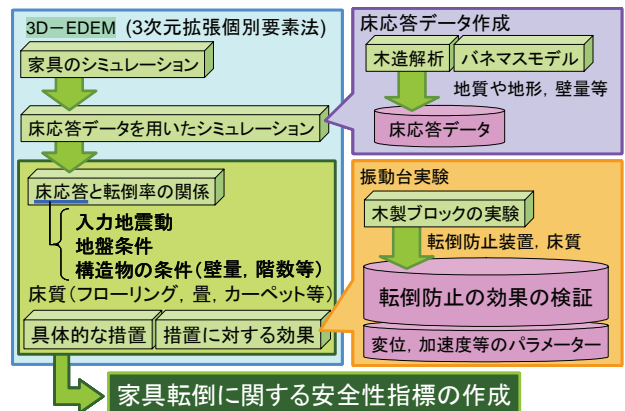 3D－EDEM (3次元拡張個別要素法)
家具のシミュレーション
床応答データを用いたシミュレーション
床応答と転倒率の関係
入力地震動
地盤条件
構造物の条件(壁量, 階数等)
床質(フローリング, 畳, カーペット等)
具体的な措置 措置に対する効果
床応答データ作成
木造解析 バネマスモデル
地質や地形, 壁量等
床応答データ
振動台実験
木製ブロックの実験
転倒防止装置, 床質
転倒防止の効果の検証
変位, 加速度等のパラメーター
家具転倒に関する安全性指標の作成